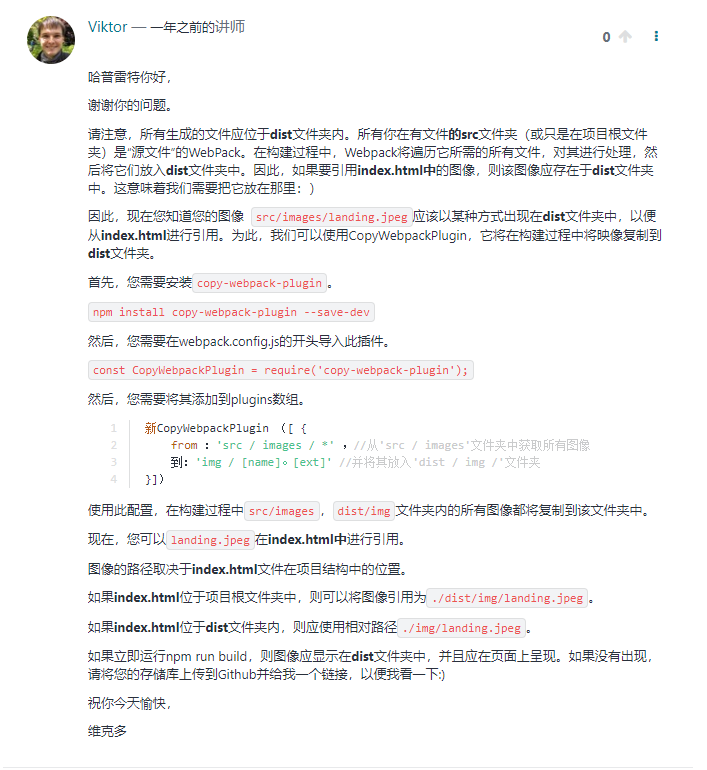 Viktor — 一年之前的讲师
0
哈普雷特你好，
谢谢你的问题。
请注意，所有生成的文件应位于dist文件夹内。所有你在有文件的src文件夹（或只是在项目根文件
夹）是“源文件”的WebPack。在构建过程中，Webpack将遍历它所需的所有文件，对其进行处理，然
后将它们放入dist文件夹中。因此，如果要引用index.html中的图像，则该图像应存在于dist文件夹
中。这意味着我们需要把它放在那里：）
因此，现在您知道您的图像 src/images/landing.jpeg应该以某种方式出现在dist文件夹中，以便
从index.html进行引用。为此，我们可以使用CopyWebpackPlugin，它将在构建过程中将映像复制到
dist文件夹。
首先，您需要安装copy-webpack-plugin。
npm install copy-webpack-plugin --save-dev
然后，您需要在webpack.config.js的开头导入此插件。
const CopyWebpackPlugin = require('copy-webpack-plugin');
然后，您需要将其添加到plugins数组。
1 新CopyWebpackPlugin （[ {
2 from ：'src / images / *' ，//从'src / images'文件夹中获取所有图像
3 到：'img / [name]。[ext]' //并将其放入'dist / img /'文件夹
4 }]）
使用此配置，在构建过程中src/images，dist/img文件夹内的所有图像都将复制到该文件夹中。
现在，您可以landing.jpeg在index.html中进行引用。
图像的路径取决于index.html文件在项目结构中的位置。
如果index.html位于项目根文件夹中，则可以将图像引用为./dist/img/landing.jpeg。
如果index.html位于dist文件夹内，则应使用相对路径./img/landing.jpeg。
如果立即运行npm run build，则图像应显示在dist文件夹中，并且应在页面上呈现。如果没有出现，
请将您的存储库上传到Github并给我一个链接，以便我看一下:)
祝你今天愉快，
维克多